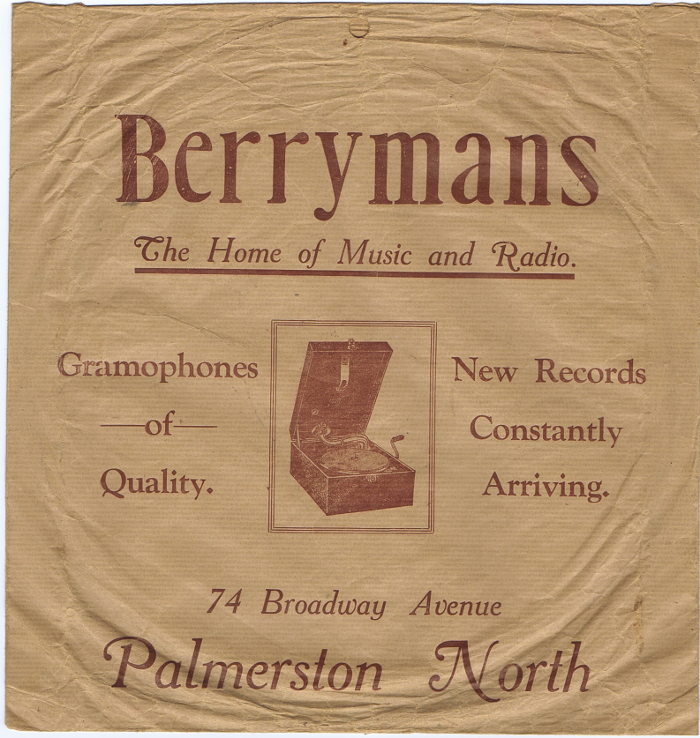 Berrymans
The Home of Music and Radio.
Gramophones
of
Quality.
New Records
Constantly
Arriving.
74 Broadway Avenue
Palmerston North